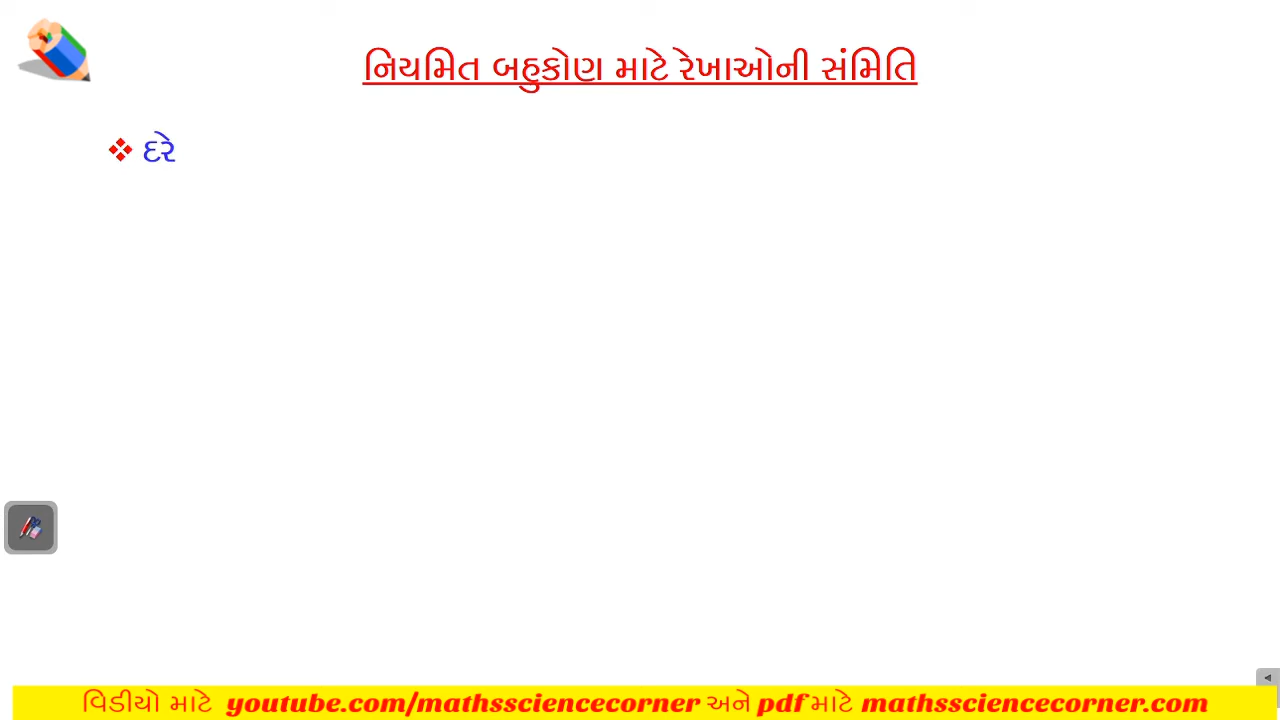 નિયમિત બહુકોણ માટે રેખાઓની સંમિતિ
❖ દરે
વિડીયો માટે youtube.com/mathssciencecorner અને pdf માટે mathssciencecorner.com